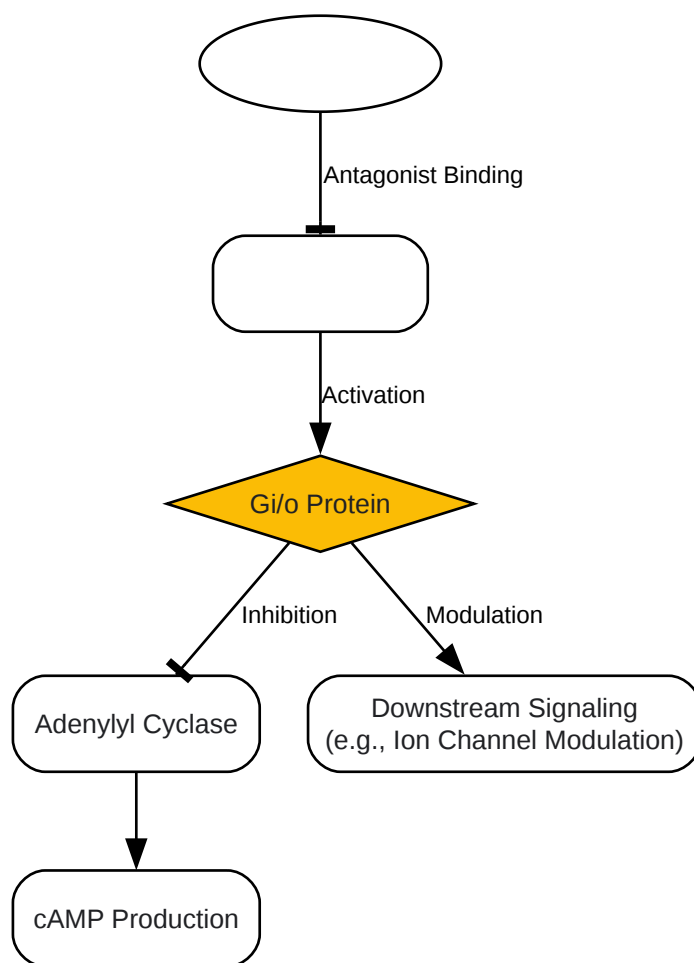 Antagonist Binding
Activation
Gi/o Protein
Inhibition
Modulation
Adenylyl Cyclase
Downstream Signaling
(e.g., Ion Channel Modulation)
cAMP Production